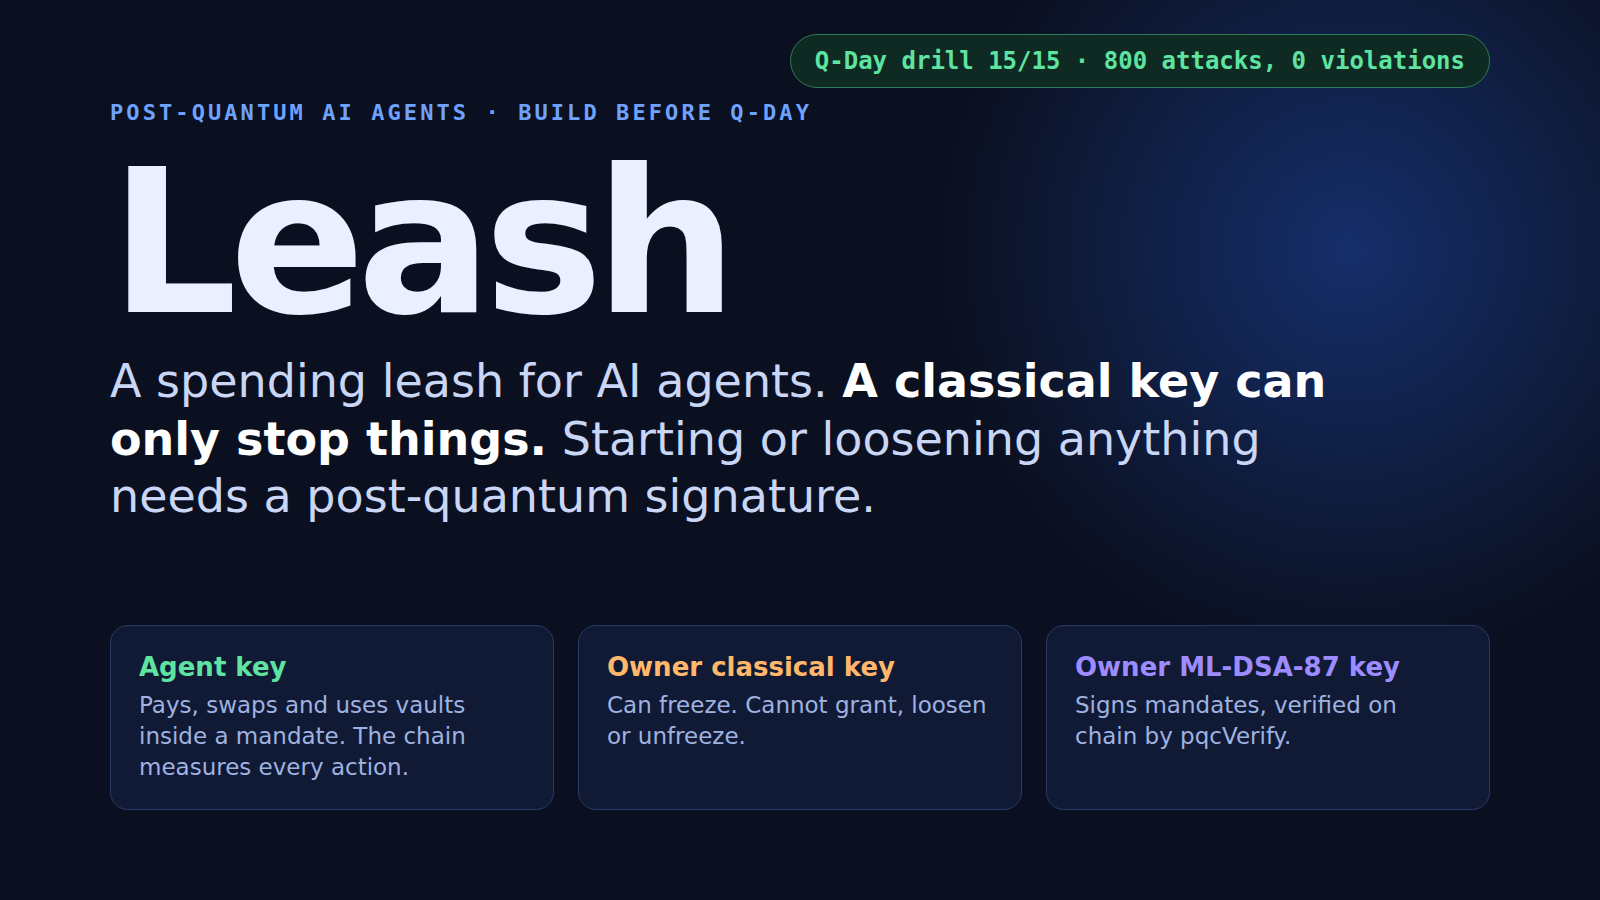 Q-Day drill 15/15 · 800 attacks, 0 violations
POST-QUANTUM AI AGENTS · BUILD BEFORE Q-DAY
Leash
A spending leash for AI agents. A classical key can
only stop things. Starting or loosening anything
needs a post-quantum signature.
Agent key
Pays, swaps and uses vaults
inside a mandate. The chain
measures every action.
Owner classical key
Can freeze. Cannot grant, loosen
or unfreeze.
Owner ML-DSA-87 key
Signs mandates, verified on
chain by pqcVerify.